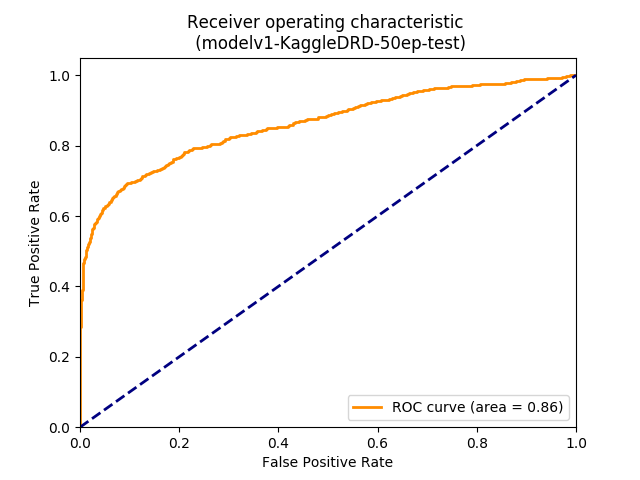 Receiver operating characteristic
(modelv1-KaggleDRD-50ep-test)
1.0
0.8
0.6
0.4
0.2
0.0
True Positive Rate
ROC curve (area = 0.86)
0.0 0.2 0.4 0.6 0.8 1.0
False Positive Rate